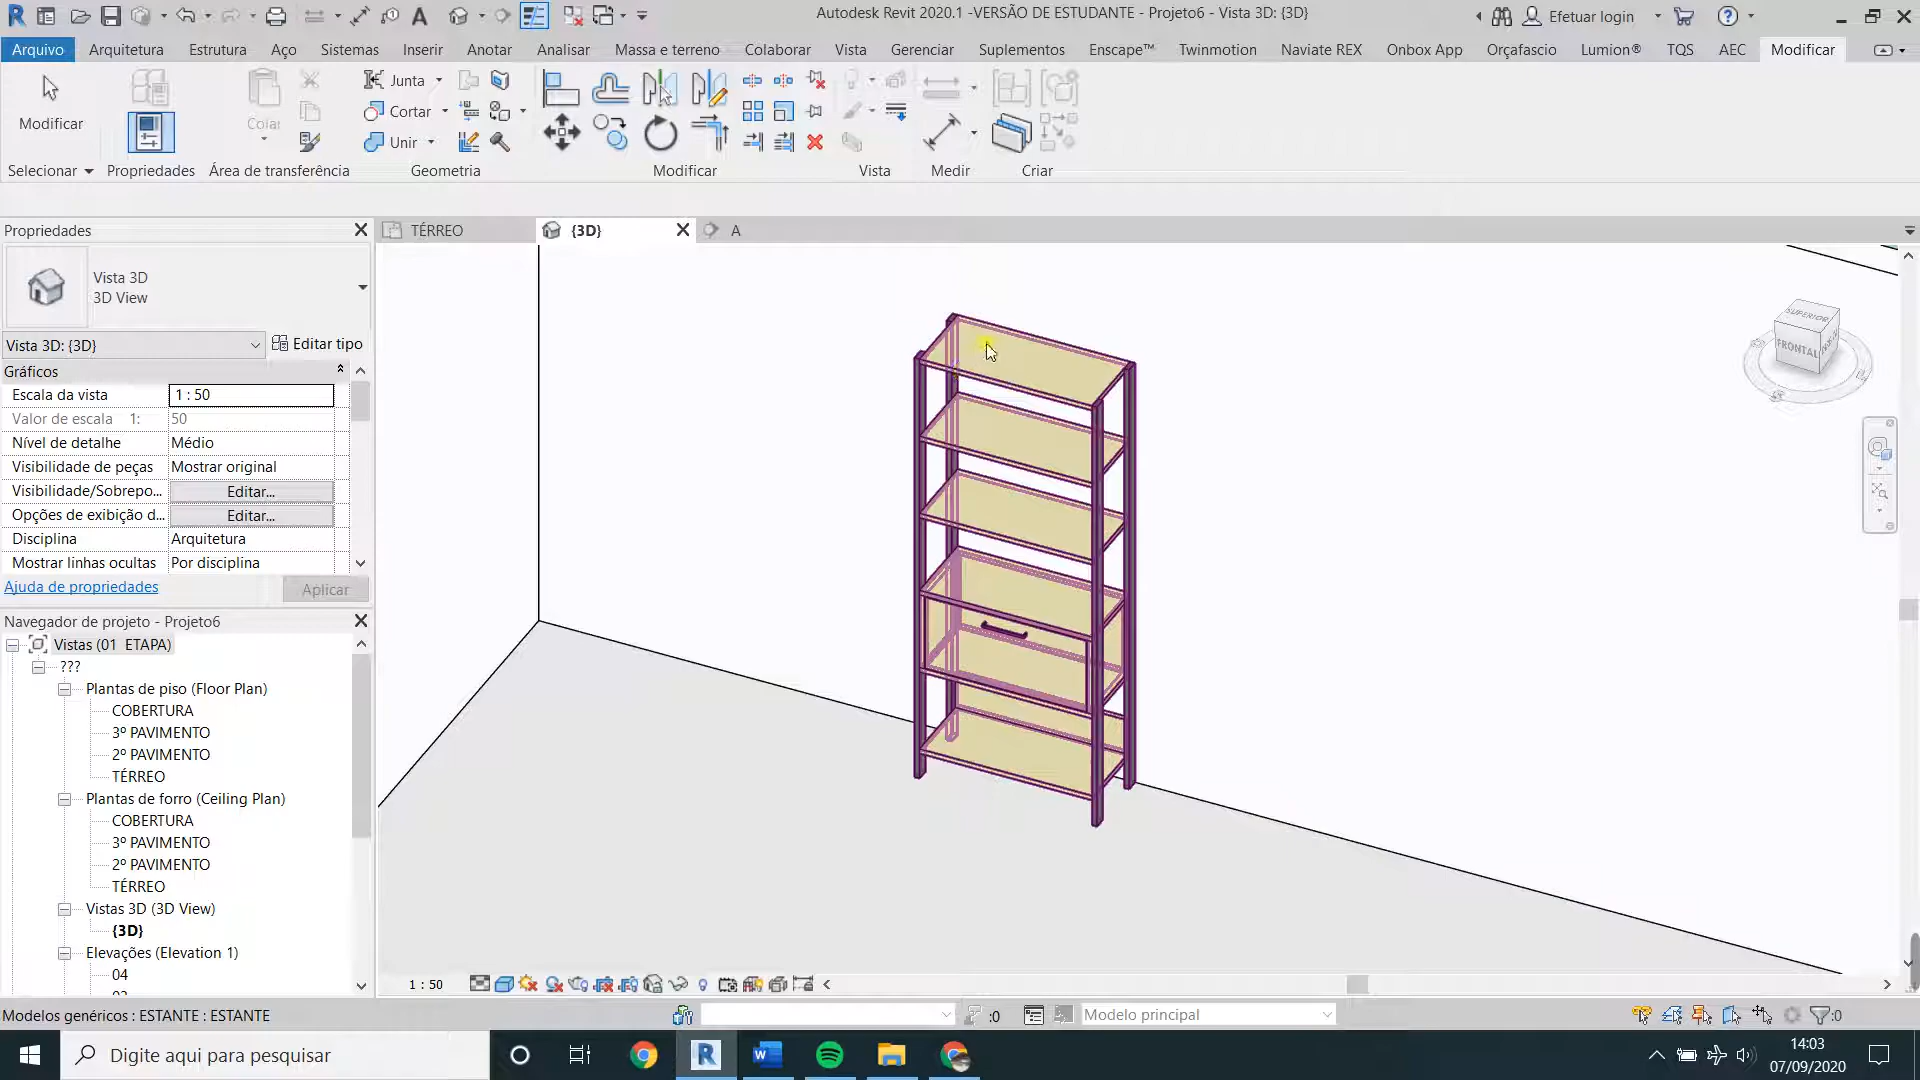 Autodesk Revit 2020.1 -VERSÃO DE ESTUDANTE - Projeto6 - Vista 3D: {3D}
Efetuar login
Arquivo Arquitetura Estrutura Aço Sistemas Inserir Anotar Analisar Massa e terreno Colaborar Vista Gerenciar Suplementos Enscape™ Twinmotion Naviate REX Onbox App Orçafascio Lumion® TQS AEC Modificar
Junta
Cortar
Unir
Modificar
Colar
Selecionar Propriedades Área de transferência Geometria Modificar Vista Medir Criar
Propriedades
TÉRREO {3D} A
Vista 3D
3D View
Vista 3D: {3D} Editar tipo
Gráficos
Escala da vista 1 : 50
Valor de escala 1: 50
Nível de detalhe Médio
Visibilidade de peças Mostrar original
Visibilidade/Sobrepo... Editar...
Opções de exibição d... Editar...
Disciplina Arquitetura
Mostrar linhas ocultas Por disciplina
Ajuda de propriedades Aplicar
SUPERIOR
FRONTAL
Navegador de projeto - Projeto6
Vistas (01 ETAPA)
???
Plantas de piso (Floor Plan)
COBERTURA
3º PAVIMENTO
2º PAVIMENTO
TÉRREO
Plantas de forro (Ceiling Plan)
COBERTURA
3º PAVIMENTO
2º PAVIMENTO
TÉRREO
Vistas 3D (3D View)
{3D}
Elevações (Elevation 1)
04
1 : 50
Modelos genéricos : ESTANTE : ESTANTE
:0
Modelo principal
:0
Digite aqui para pesquisar
14:03
07/09/2020